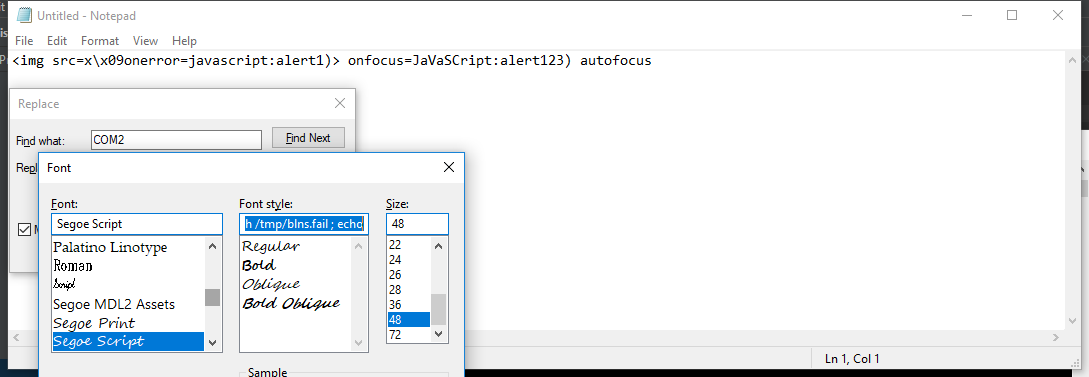 Untitled - Notepad
File Edit Format View Help
<img src=x\x09onerror=javascript:alert1)> onfocus=JaVaSCript:alert123) autofocus
Replace
Find what: COM2 Find Next
Repl
Font
Font: Font style: Size:
Segoe Script h /tmp/blns.fail ; echo 48
Palatino Linotype Regular 22
Roman Bold 24
Script Oblique 26
Segoe MDL2 Assets Bold Oblique 28
Segoe Print 36
Segoe Script 48
72
Sample
Ln 1, Col 1